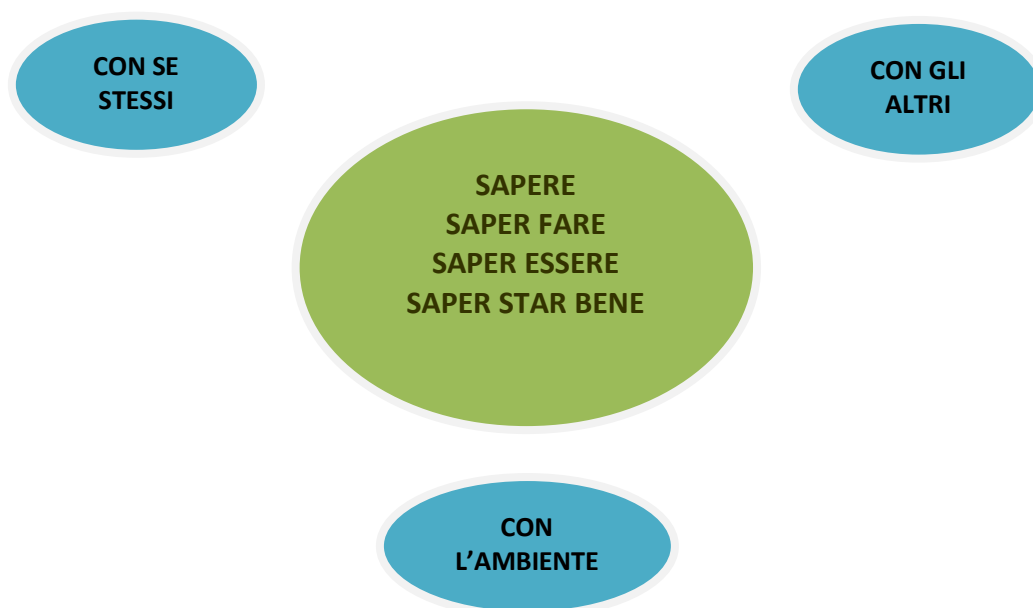 CON SE
STESSI
CON GLI
ALTRI
SAPERE
SAPER FARE
SAPER ESSERE
SAPER STAR BENE
CON
L’AMBIENTE